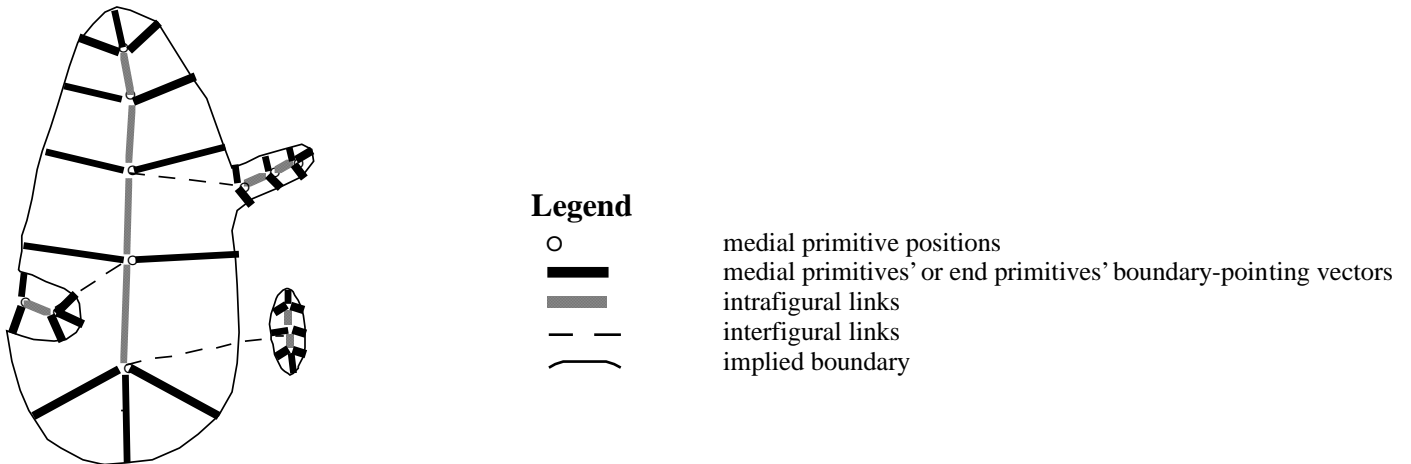 Legend
medial primitive positions
medial primitives’ or end primitives’ boundary-pointing vectors
intrafigural links
interfigural links
implied boundary